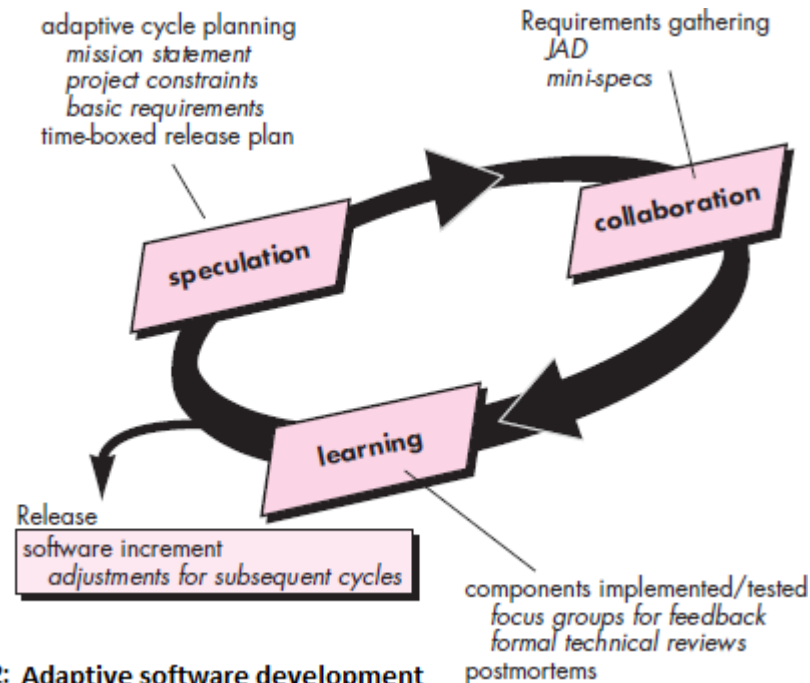 adaptive cycle planning
mission statement
project constraints
basic requirements
time-boxed release plan
Requirements gathering
JAD
mini-specs
speculation
collaboration
learning
Release
software increment
adjustments for subsequent cycles
components implemented/tested
focus groups for feedback
formal technical reviews
postmortems
: Adaptive software development